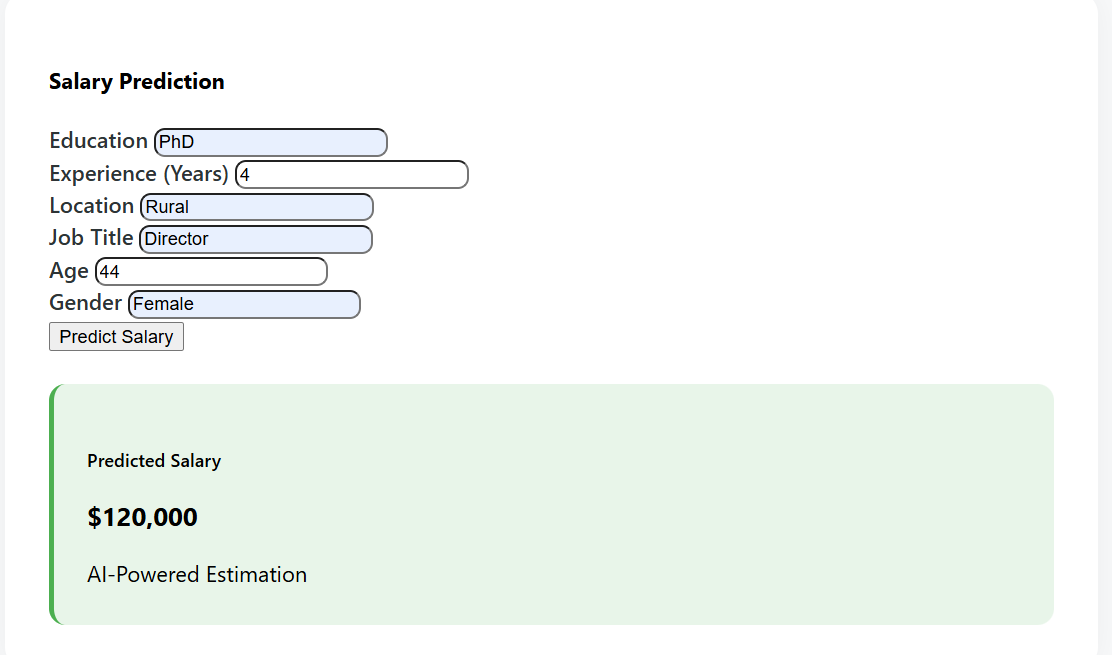 Salary Prediction
Education PhD
Experience (Years) 4
Location Rural
Job Title Director
Age 44
Gender Female
Predict Salary
Predicted Salary
$120,000
AI-Powered Estimation